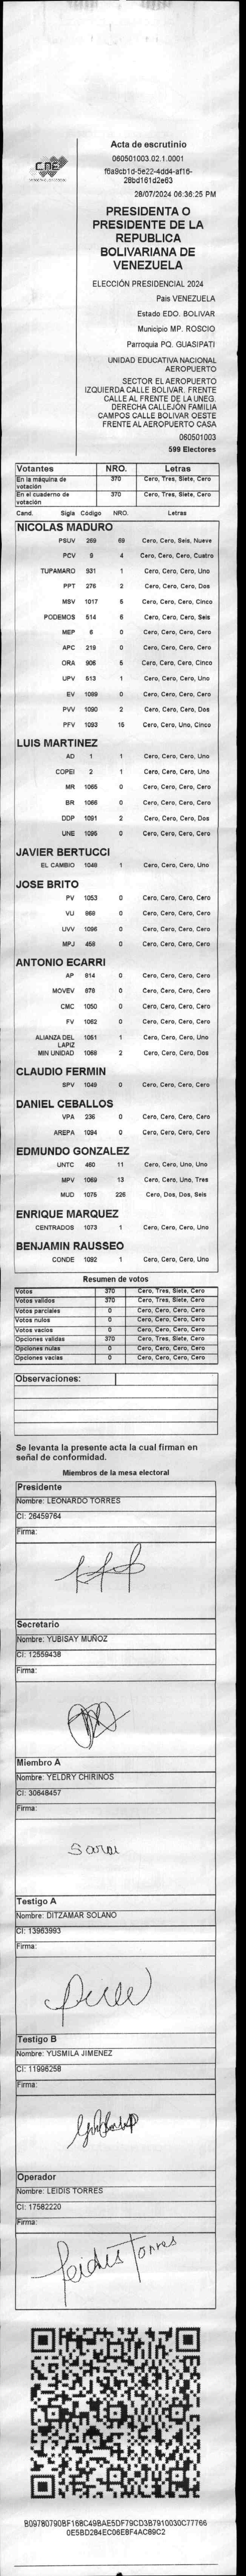 CNE
Acta de escrutinio
060501003.02.1.0001
f6a9cb1d-5e22-4dd4-af16-
28bd161d2e63
28/07/2024 06:36:25 PM
PRESIDENTA O
PRESIDENTE DE LA
REPUBLICA
BOLIVARIANA DE
VENEZUELA
ELECCIÓN PRESIDENCIAL 2024
Pais VENEZUELA
Estado EDO. BOLIVAR
Municipio MP. ROSCIO
Parroquia PQ. GUASIPATI
UNIDAD EDUCATIVA NACIONAL
AEROPUERTO
SECTOR EL AEROPUERTO
IZQUIERDA CALLE BOLIVAR. FRENTE
CALLE AL FRENTE DE LA UNEG.
DERECHA CALLEJÓN FAMILIA
CAMPOS CALLE BOLIVAR OESTE
FRENTE AL AEROPUERTO CASA
060501003
599 Electores
Votantes NRO. Letras
En la máquina de votación 370 Cero, Tres, Siete, Cero
En el cuaderno de votación 370 Cero, Tres, Siete, Cero
Cand. Sigla Código NRO. Letras
NICOLAS MADURO
PSUV 269 69 Cero, Cero, Seis, Nueve
PCV 9 4 Cero, Cero, Cero, Cuatro
TUPAMARO 931 1 Cero, Cero, Cero, Uno
PPT 276 2 Cero, Cero, Cero, Dos
MSV 1017 5 Cero, Cero, Cero, Cinco
PODEMOS 514 6 Cero, Cero, Cero, Seis
MEP 6 0 Cero, Cero, Cero, Cero
APC 219 0 Cero, Cero, Cero, Cero
ORA 906 5 Cero, Cero, Cero, Cinco
UPV 513 1 Cero, Cero, Cero, Uno
EV 1089 0 Cero, Cero, Cero, Cero
PVV 1090 2 Cero, Cero, Cero, Dos
PFV 1093 15 Cero, Cero, Uno, Cinco
LUIS MARTINEZ
AD 1 1 Cero, Cero, Cero, Uno
COPEI 2 1 Cero, Cero, Cero, Uno
MR 1065 0 Cero, Cero, Cero, Cero
BR 1066 0 Cero, Cero, Cero, Cero
DDP 1091 2 Cero, Cero, Cero, Dos
UNE 1095 0 Cero, Cero, Cero, Cero
JAVIER BERTUCCI
EL CAMBIO 1048 1 Cero, Cero, Cero, Uno
JOSE BRITO
PV 1053 0 Cero, Cero, Cero, Cero
VU 968 0 Cero, Cero, Cero, Cero
UVV 1096 0 Cero, Cero, Cero, Cero
MPJ 458 0 Cero, Cero, Cero, Cero
ANTONIO ECARRI
AP 814 0 Cero, Cero, Cero, Cero
MOVEV 878 0 Cero, Cero, Cero, Cero
CMC 1050 0 Cero, Cero, Cero, Cero
FV 1062 0 Cero, Cero, Cero, Cero
ALIANZA DEL LAPIZ 1051 1 Cero, Cero, Cero, Uno
MIN UNIDAD 1068 2 Cero, Cero, Cero, Dos
CLAUDIO FERMIN
SPV 1049 0 Cero, Cero, Cero, Cero
DANIEL CEBALLOS
VPA 236 0 Cero, Cero, Cero, Cero
AREPA 1094 0 Cero, Cero, Cero, Cero
EDMUNDO GONZALEZ
UNTC 460 11 Cero, Cero, Uno, Uno
MPV 1069 13 Cero, Cero, Uno, Tres
MUD 1076 226 Cero, Dos, Dos, Seis
ENRIQUE MARQUEZ
CENTRADOS 1073 1 Cero, Cero, Cero, Uno
BENJAMIN RAUSSEO
CONDE 1092 1 Cero, Cero, Cero, Uno
Resumen de votos
Votos 370 Cero, Tres, Siete, Cero
Votos validos 370 Cero, Tres, Siete, Cero
Votos parciales 0 Cero, Cero, Cero, Cero
Votos nulos 0 Cero, Cero, Cero, Cero
Votos vacios 0 Cero, Cero, Cero, Cero
Opciones validas 370 Cero, Tres, Siete, Cero
Opciones nulas 0 Cero, Cero, Cero, Cero
Opciones vacias 0 Cero, Cero, Cero, Cero
Observaciones:
Se levanta la presente acta la cual firman en
señal de conformidad.
Miembros de la mesa electoral
Presidente
Nombre: LEONARDO TORRES
CI: 26459764
Firma:
Secretario
Nombre: YUBISAY MUÑOZ
CI: 12559438
Firma:
Miembro A
Nombre: YELDRY CHIRINOS
CI: 30648457
Firma:
Sarai
Testigo A
Nombre: DITZAMAR SOLANO
CI: 13963993
Firma:
Testigo B
Nombre: YUSMILA JIMENEZ
CI: 11996258
Firma:
Operador
Nombre: LEIDIS TORRES
CI: 17582220
Firma:
Leidis Torres
B09780790BF16BC49BAE5DF79CD3B7910030C77766
0E5BD284EC06E8F4AC89C2